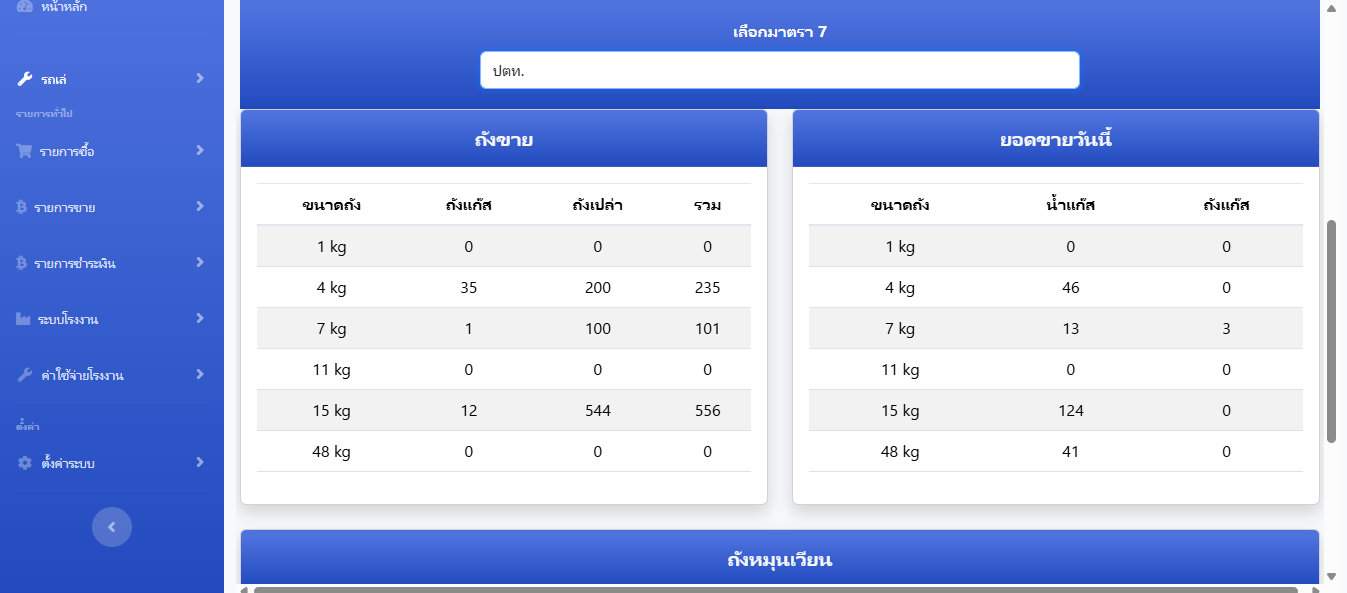 หน้าหลัก
รถเล่
รายการทั่วไป
รายการซื้อ
รายการขาย
รายการชำระเงิน
ระบบโรงงาน
ค่าใช้จ่ายโรงงาน
ตั้งค่า
ตั้งค่าระบบ
เลือกมาตรา 7
ปตท.
ถังขาย
ขนาดถัง ถังแก๊ส ถังเปล่า รวม
1 kg 0 0 0
4 kg 35 200 235
7 kg 1 100 101
11 kg 0 0 0
15 kg 12 544 556
48 kg 0 0 0
ยอดขายวันนี้
ขนาดถัง น้ำแก๊ส ถังแก๊ส
1 kg 0 0
4 kg 46 0
7 kg 13 3
11 kg 0 0
15 kg 124 0
48 kg 41 0
ถังหมุนเวียน